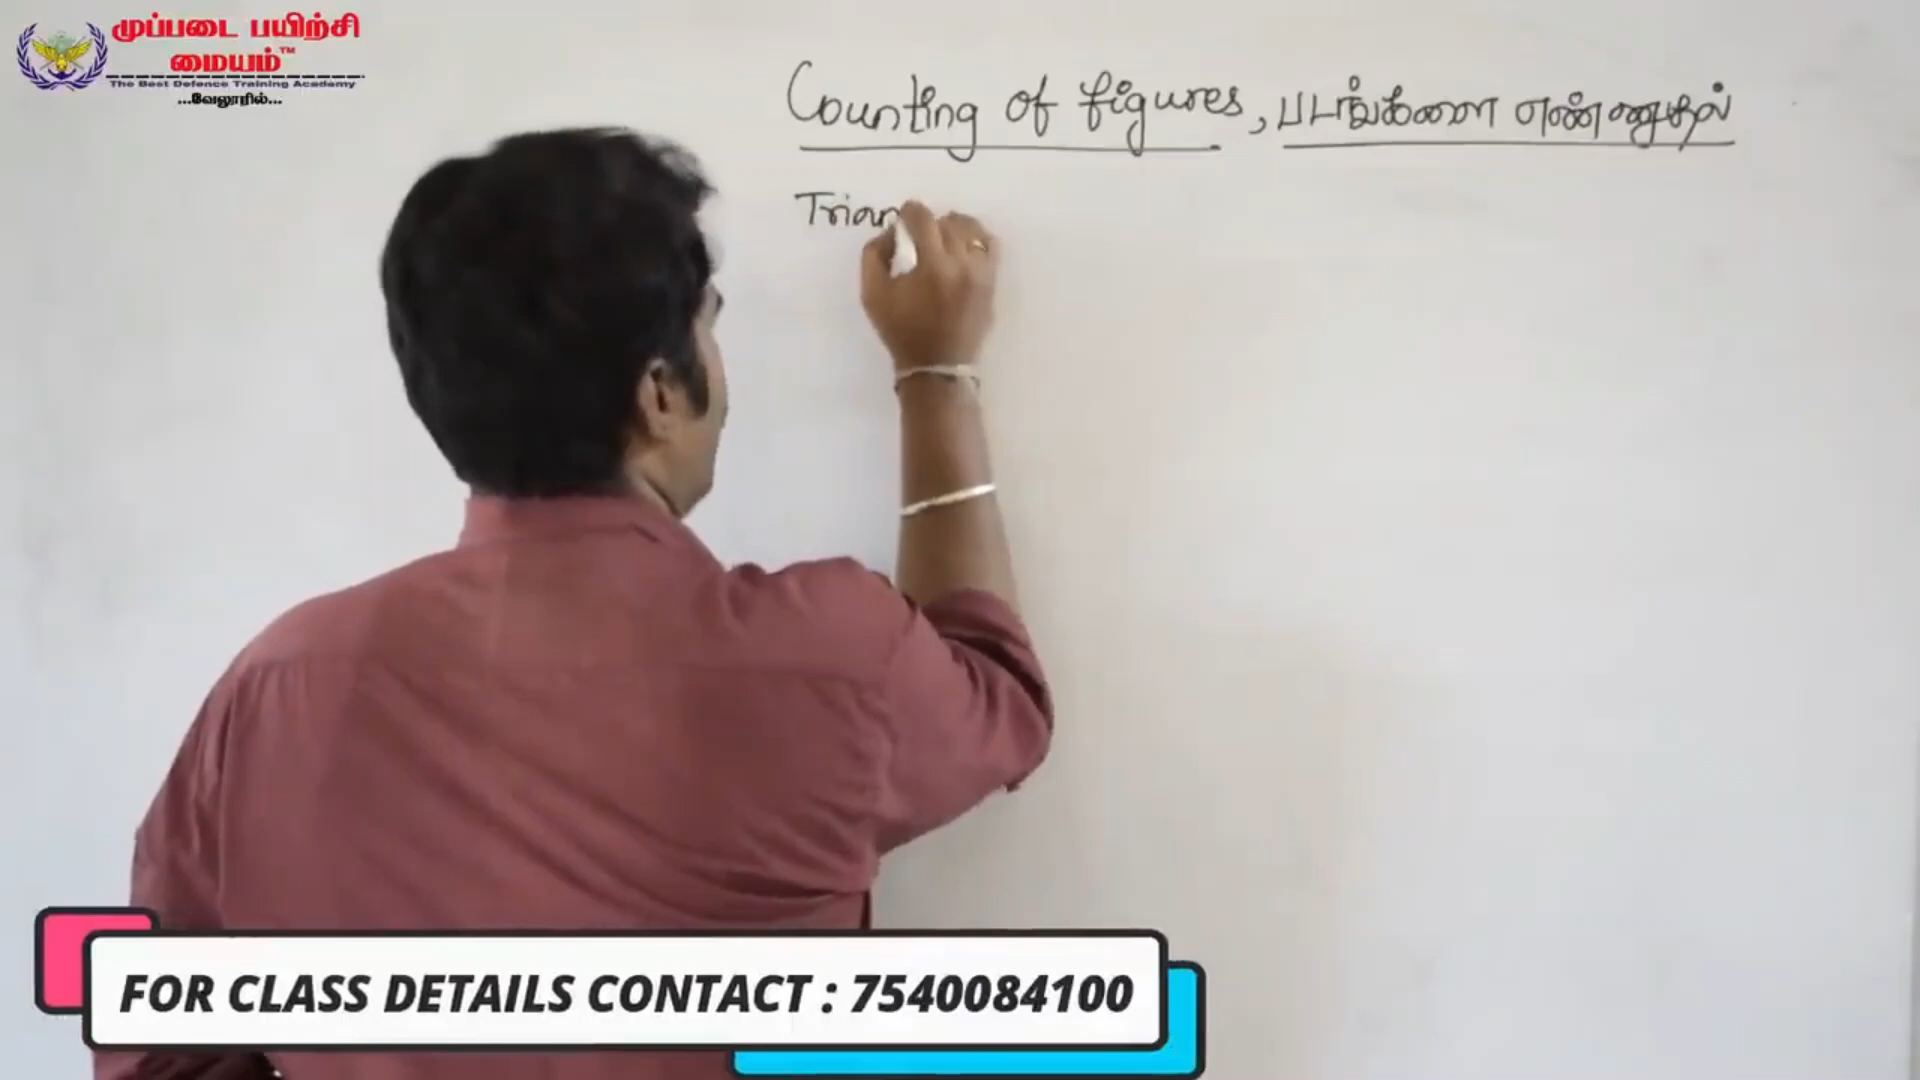 முப்படை பயிற்சி
மையம்™
The Best Defence Training Academy
...வேலூரில்...
Counting of figures, படங்களை எண்ணுதல்
Trian
FOR CLASS DETAILS CONTACT : 7540084100